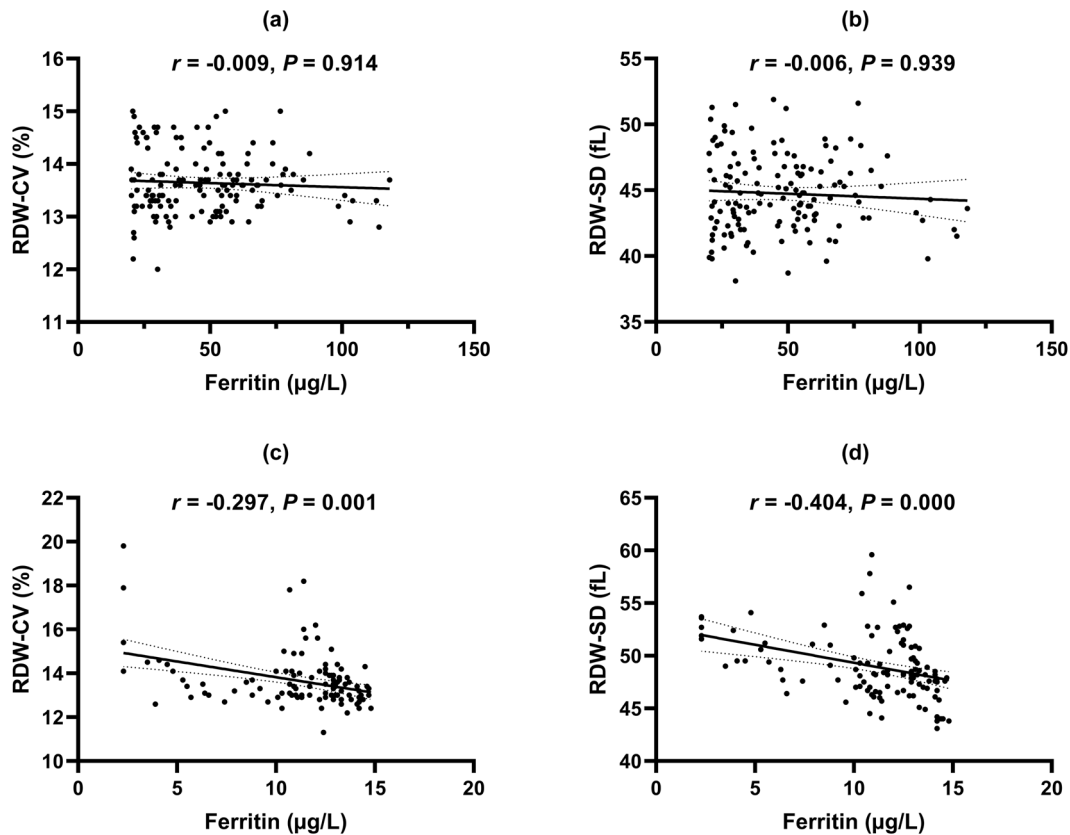 (a)
r = -0.009, P = 0.914
RDW-CV (%)
16
15
14
13
12
11
0
50
100
150
Ferritin (µg/L)
(b)
r = -0.006, P = 0.939
RDW-SD (fL)
55
50
45
40
35
0
50
100
150
Ferritin (µg/L)
(c)
r = -0.297, P = 0.001
RDW-CV (%)
22
20
18
16
14
12
10
0
5
10
15
20
Ferritin (µg/L)
(d)
r = -0.404, P = 0.000
RDW-SD (fL)
65
60
55
50
45
40
0
5
10
15
20
Ferritin (µg/L)